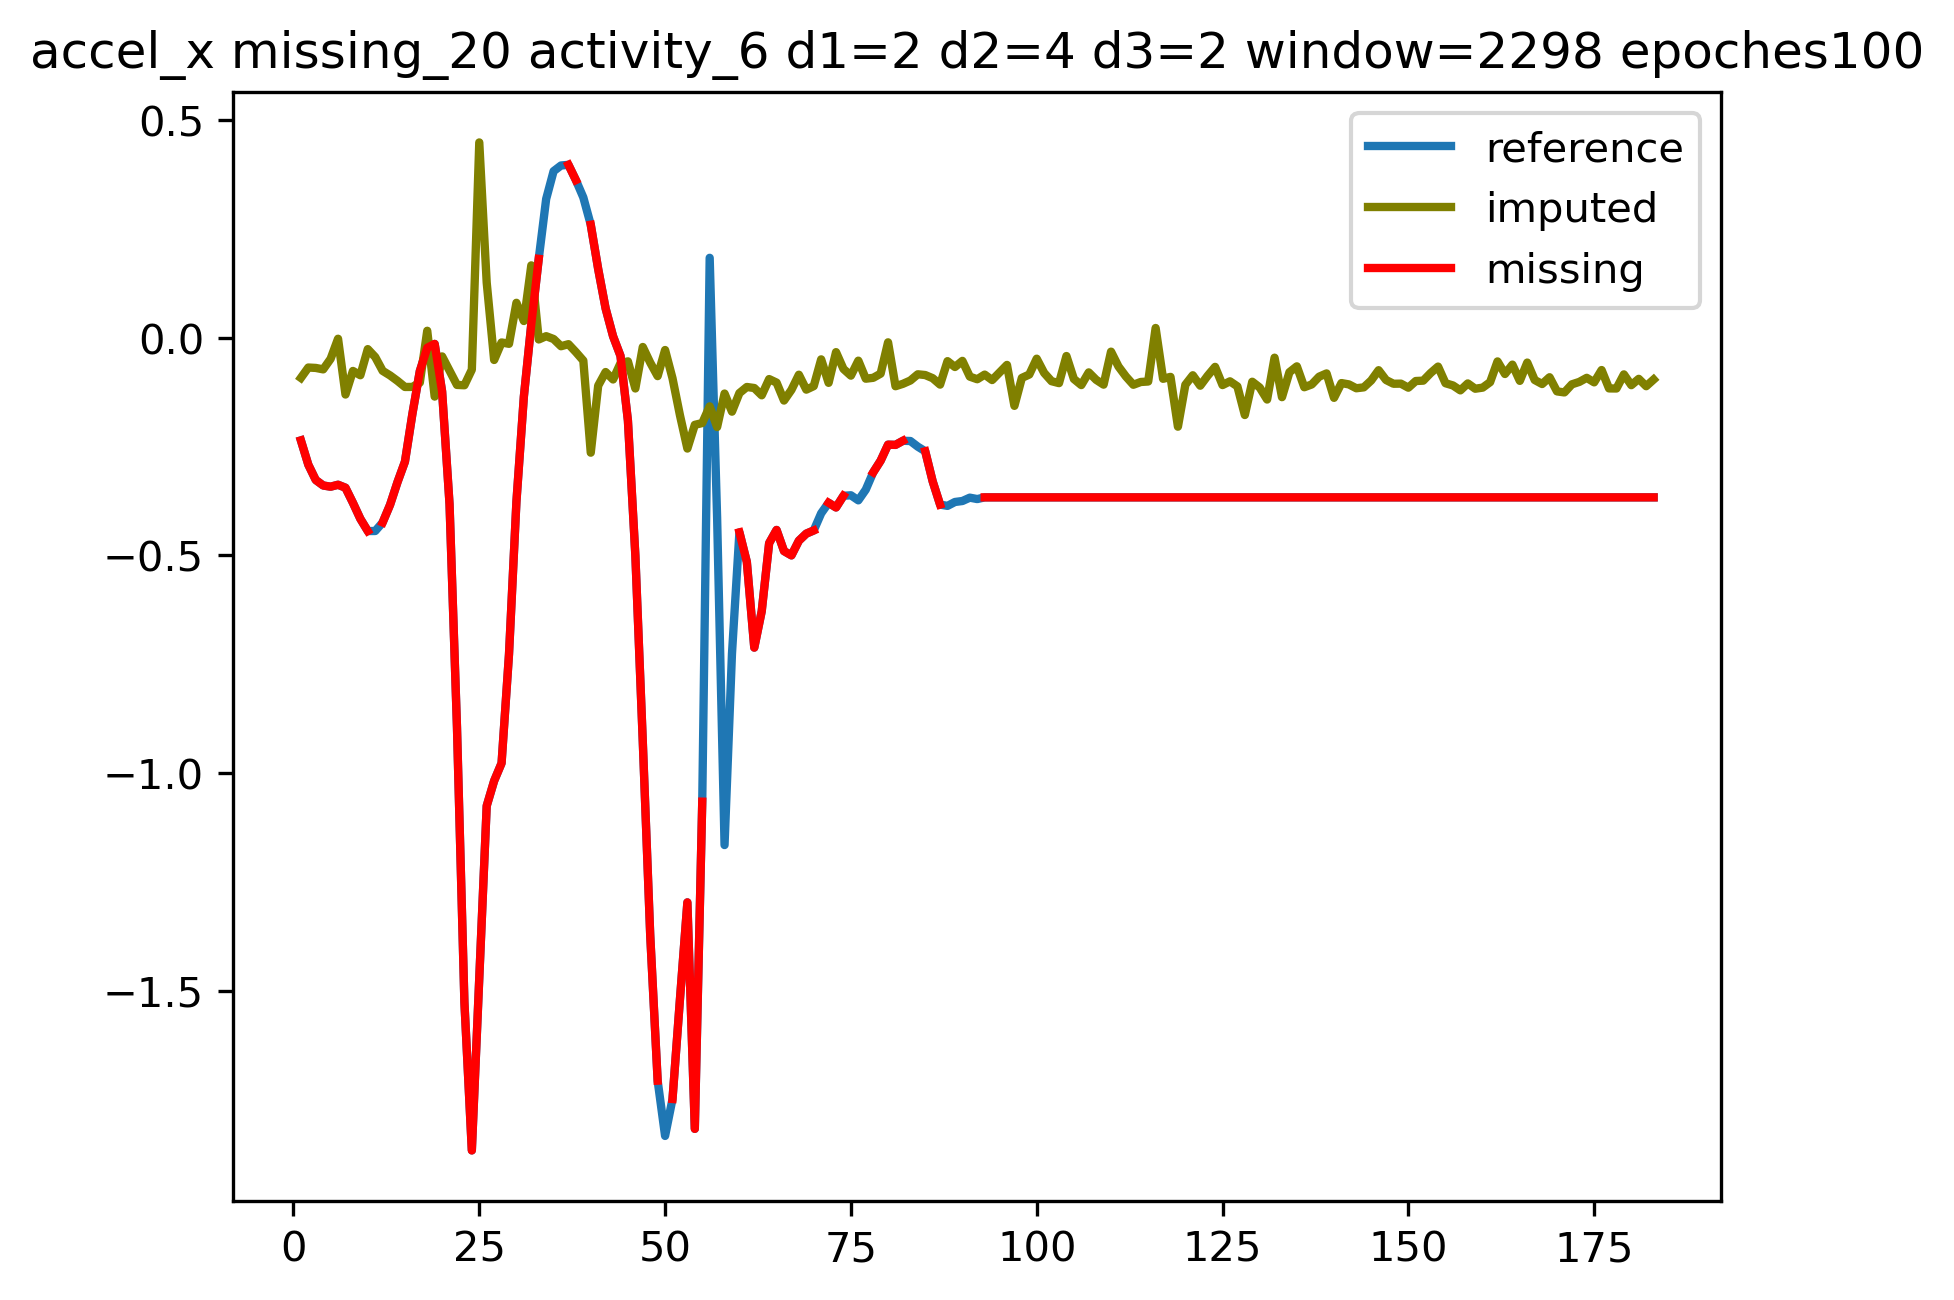 accel_x missing_20 activity_6 d1=2 d2=4 d3=2 window=2298 epoches100
reference
imputed
missing
0.5
0.0
−0.5
−1.0
−1.5
0 25 50 75 100 125 150 175